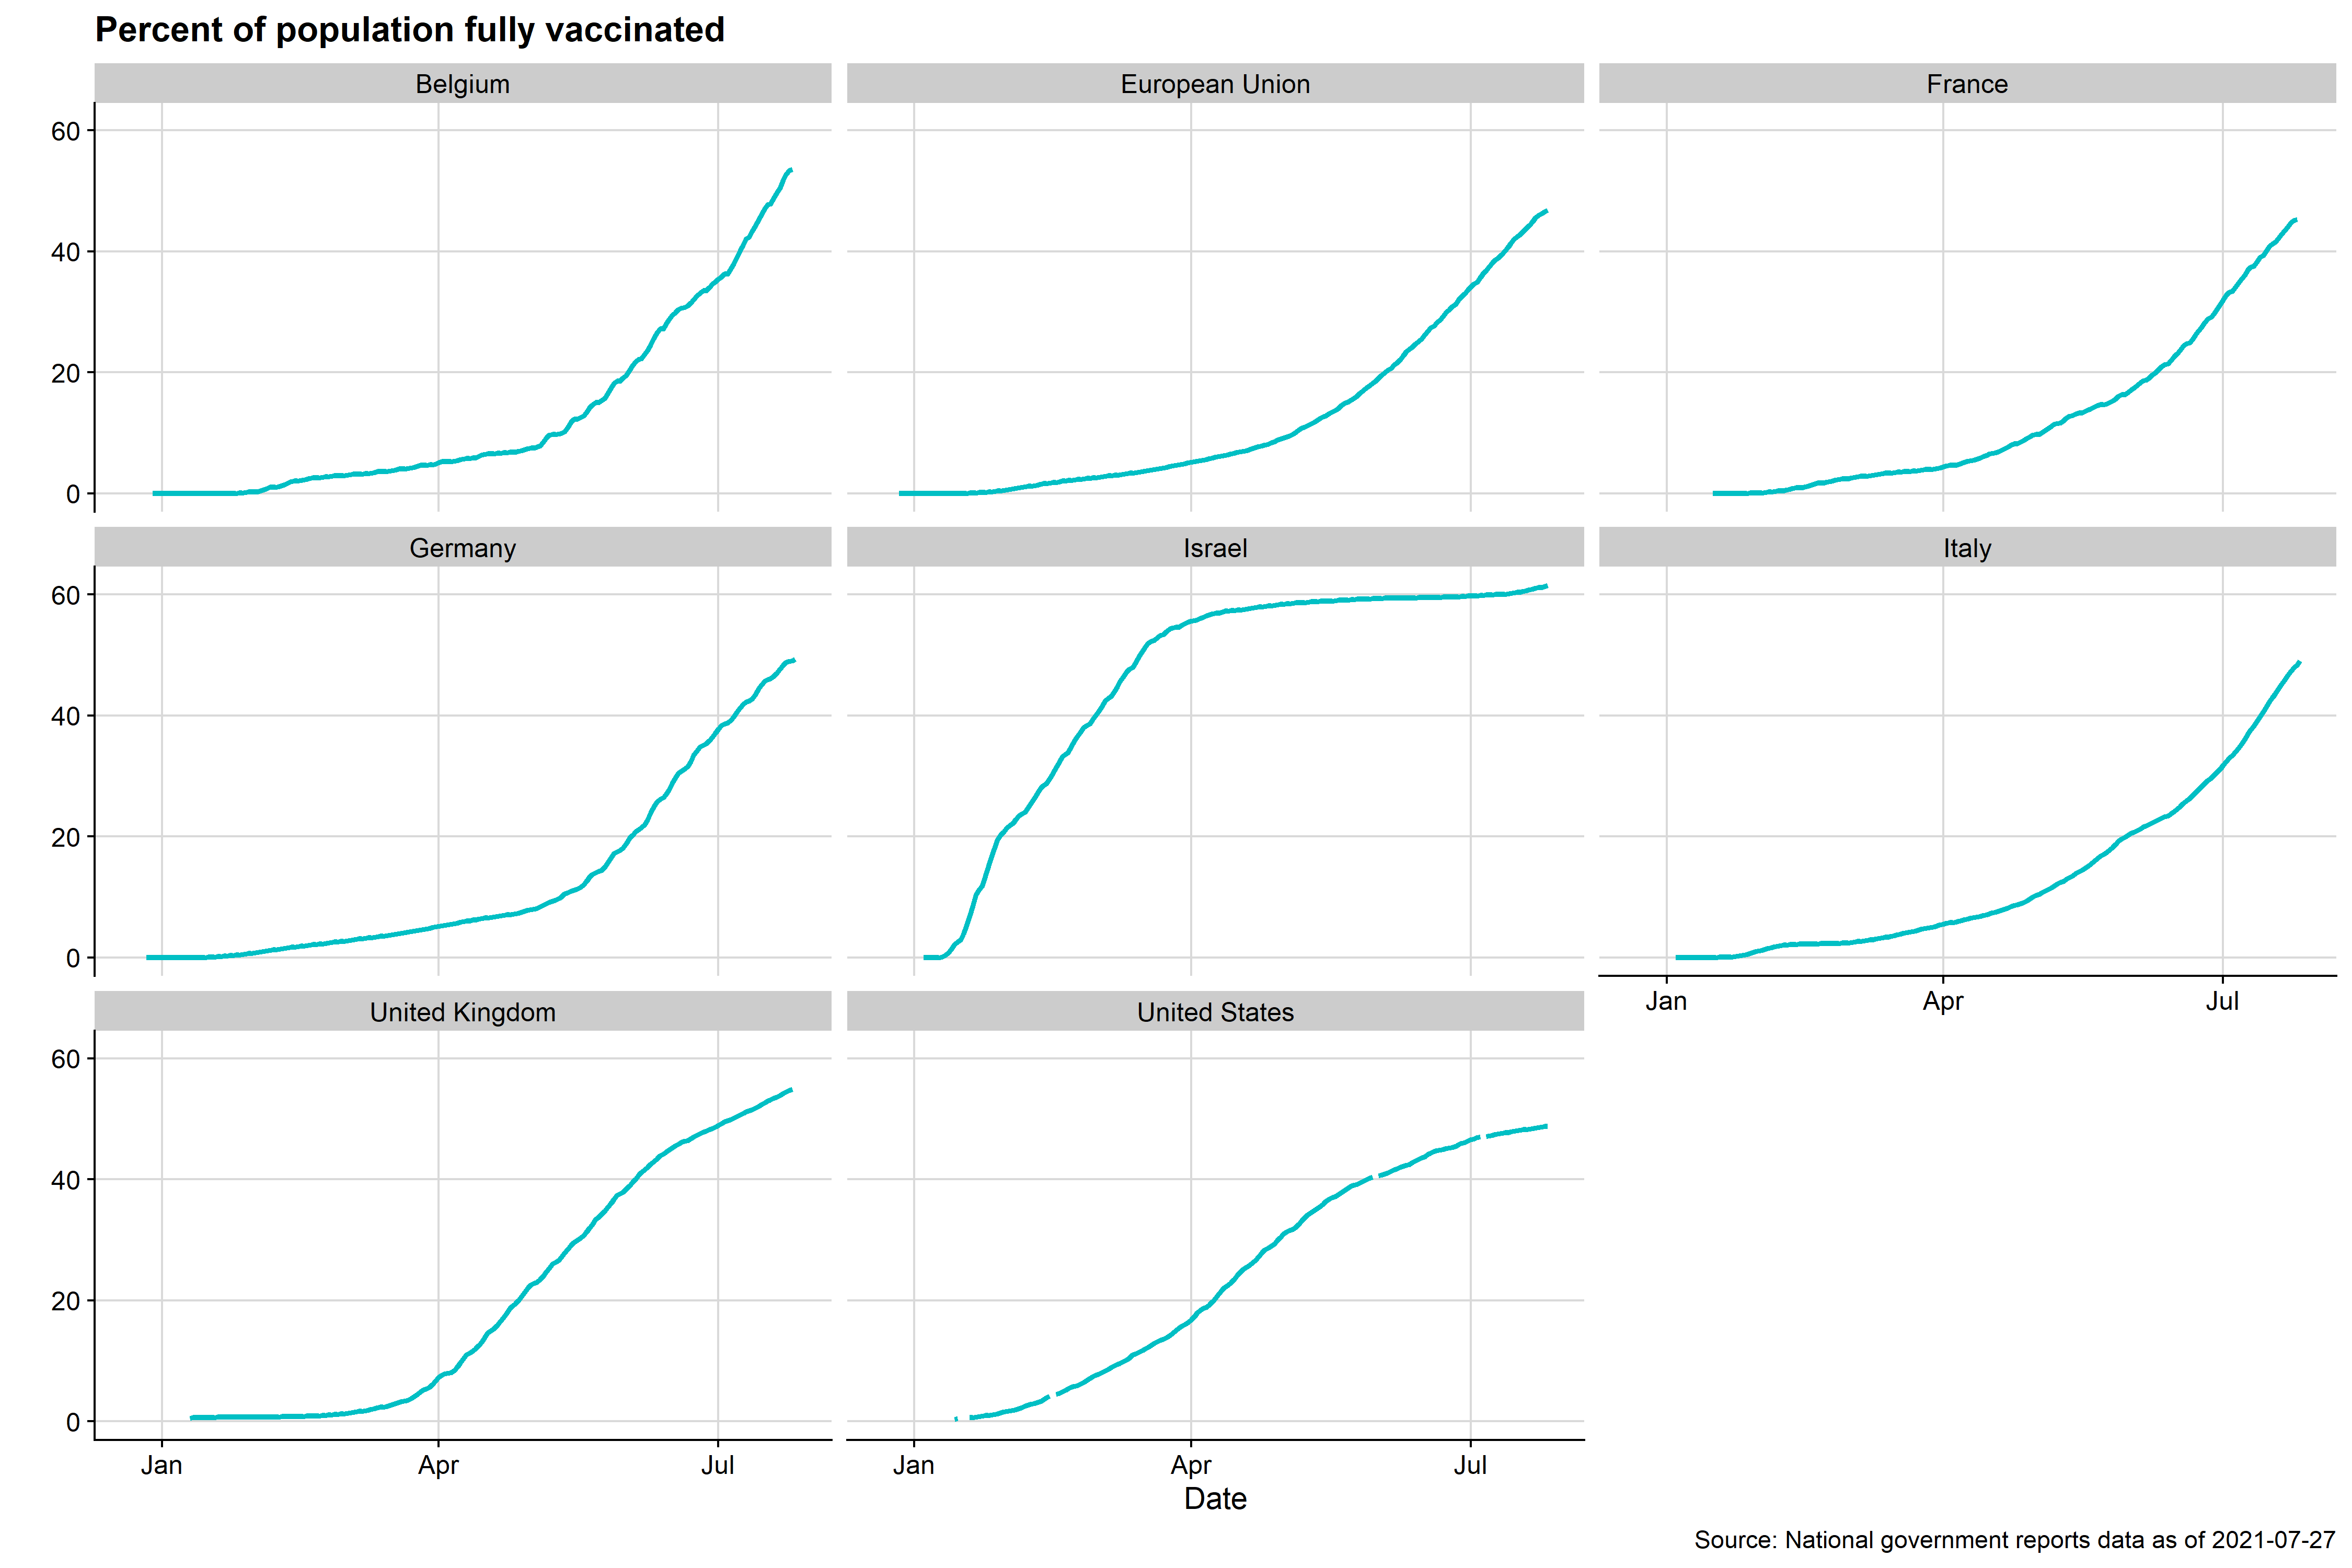 Percent of population fully vaccinated
Belgium
European Union
France
60
40
20
0
Germany
Israel
Italy
60
40
20
0
Jan
Apr
Jul
United Kingdom
United States
60
40
20
0
Jan
Apr
Jul
Jan
Apr
Jul
Date
Source: National government reports data as of 2021-07-27